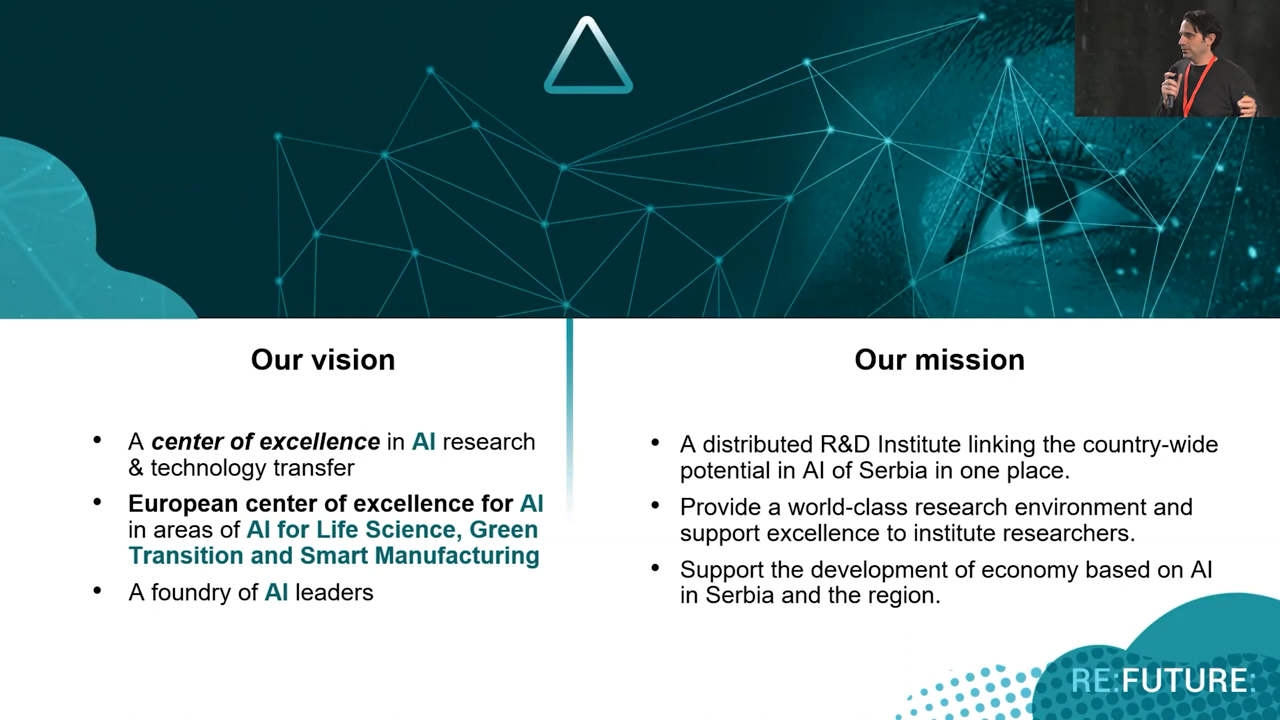 Our vision
• A center of excellence in AI research
& technology transfer
• European center of excellence for AI
in areas of AI for Life Science, Green
Transition and Smart Manufacturing
• A foundry of AI leaders
Our mission
• A distributed R&D Institute linking the country-wide
potential in AI of Serbia in one place.
• Provide a world-class research environment and
support excellence to institute researchers.
• Support the development of economy based on AI
in Serbia and the region.
RE:FUTURE: